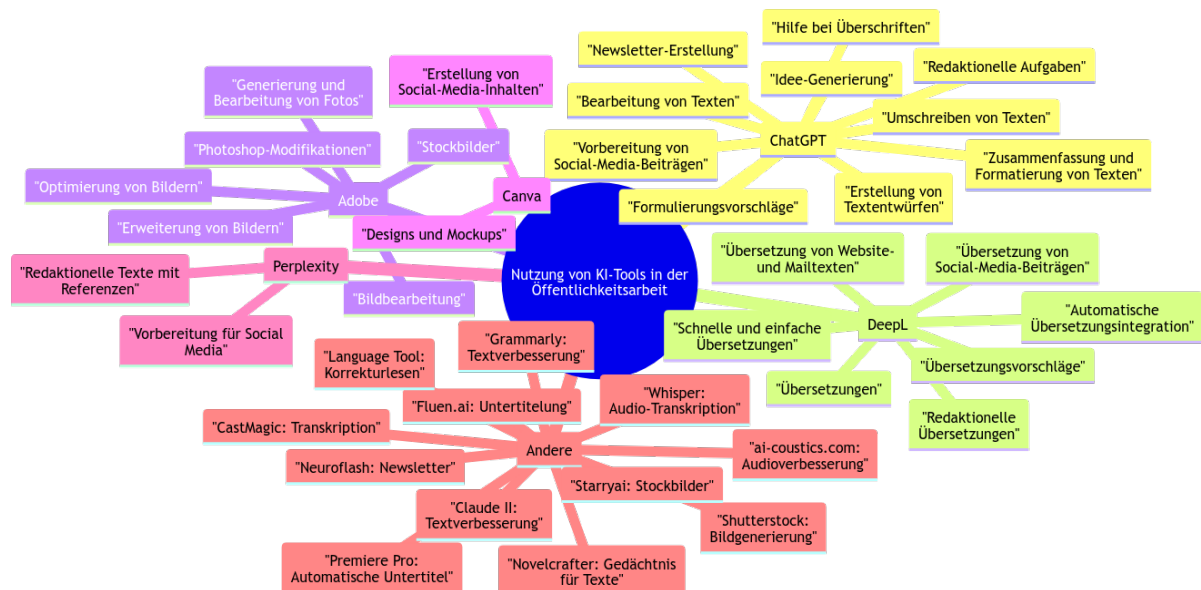 Nutzung von KI-Tools in der
Öffentlichkeitsarbeit
ChatGPT
"Hilfe bei Überschriften"
"Newsletter-Erstellung"
"Idee-Generierung"
"Redaktionelle Aufgaben"
"Bearbeitung von Texten"
"Umschreiben von Texten"
"Vorbereitung von
Social-Media-Beiträgen"
"Zusammenfassung und
Formatierung von Texten"
"Formulierungsvorschläge"
"Erstellung von
Textentwürfen"
DeepL
"Übersetzung von Website-
und Mailtexten"
"Übersetzung von
Social-Media-Beiträgen"
"Automatische
Übersetzungsintegration"
"Schnelle und einfache
Übersetzungen"
"Übersetzungsvorschläge"
"Übersetzungen"
"Redaktionelle
Übersetzungen"
Adobe
"Generierung und
Bearbeitung von Fotos"
"Photoshop-Modifikationen"
"Stockbilder"
"Optimierung von Bildern"
"Erweiterung von Bildern"
"Bildbearbeitung"
Canva
"Erstellung von
Social-Media-Inhalten"
"Designs und Mockups"
Perplexity
"Redaktionelle Texte mit
Referenzen"
"Vorbereitung für Social
Media"
Andere
"Grammarly:
Textverbesserung"
"Language Tool:
Korrekturlesen"
"Fluen.ai: Untertitelung"
"Whisper:
Audio-Transkription"
"CastMagic: Transkription"
"ai-coustics.com:
Audioverbesserung"
"Neuroflash: Newsletter"
"Starryai: Stockbilder"
"Claude II:
Textverbesserung"
"Shutterstock:
Bildgenerierung"
"Premiere Pro:
Automatische Untertitel"
"Novelcrafter: Gedächtnis
für Texte"